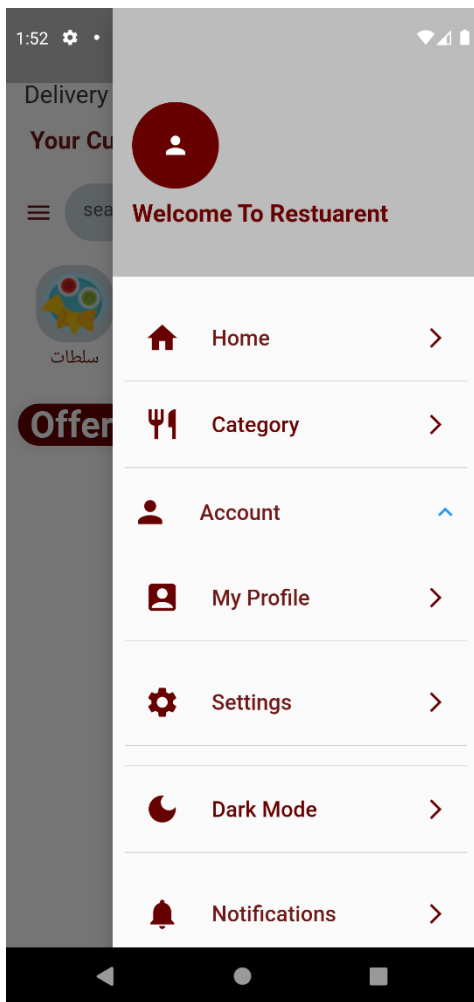 1:52
Delivery
Your Cu
sea
سلطات
Offer
Welcome To Restuarent
Home
Category
Account
My Profile
Settings
Dark Mode
Notifications